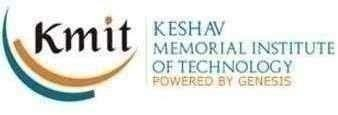 Kmit
KESHAV
MEMORIAL INSTITUTE
OF TECHNOLOGY
POWERED BY GENESIS